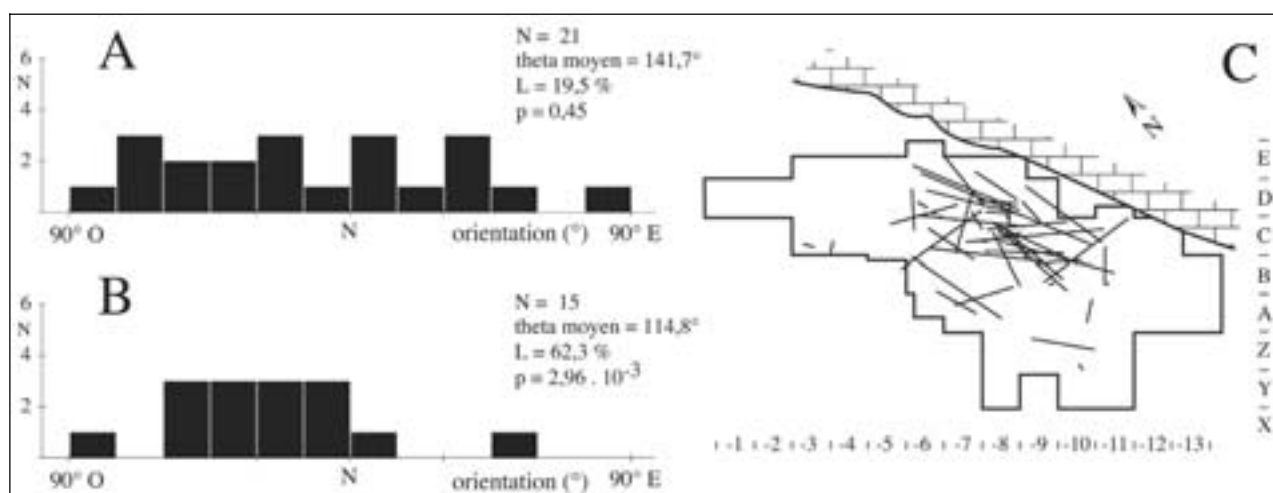 A
6
N
4
2
N = 21
theta moyen = 141,7°
L = 19,5 %
p = 0,45
90° O
N
orientation (°)
90° E
B
6
N
4
2
N = 15
theta moyen = 114,8°
L = 62,3 %
p = 2,96 . 10-3
90° O
N
orientation (°)
90° E
C
N
E
D
C
B
A
Z
Y
X
-1 -2 -3 -4 -5 -6 -7 -8 -9 -10 -11 -12 -13